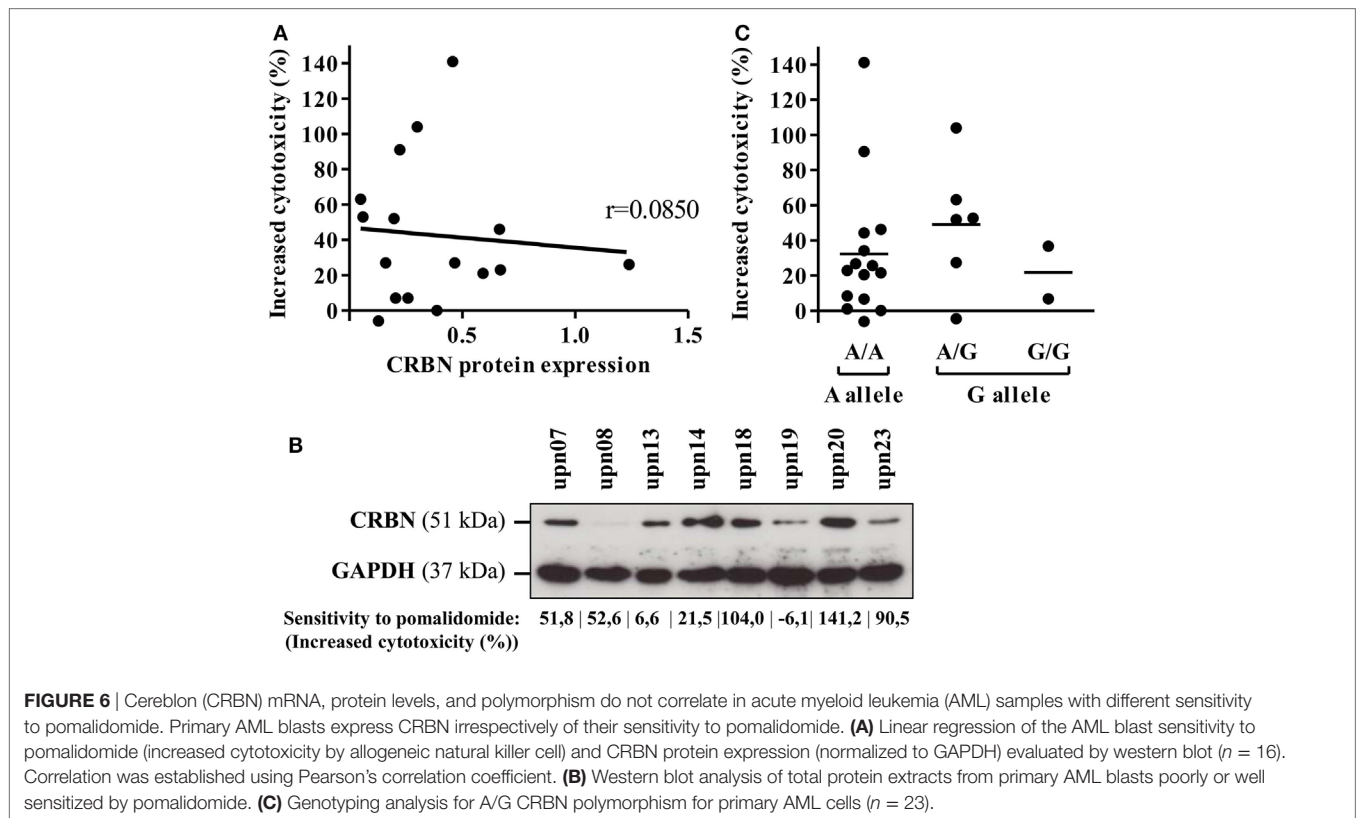 A
Increased cytotoxicity (%)
140
120
100
80
60
40
20
0
r=0.0850
0.5 1.0 1.5
CRBN protein expression
C
Increased cytotoxicity (%)
140
120
100
80
60
40
20
0
A/A A/G G/G
A allele G allele
B
upn07 upn08 upn13 upn14 upn18 upn19 upn20 upn23
CRBN (51 kDa)
GAPDH (37 kDa)
Sensitivity to pomalidomide: 51,8 | 52,6 | 6,6 | 21,5 |104,0 | -6,1| 141,2 | 90,5
(Increased cytotoxicity (%))
FIGURE 6 | Cereblon (CRBN) mRNA, protein levels, and polymorphism do not correlate in acute myeloid leukemia (AML) samples with different sensitivity
to pomalidomide. Primary AML blasts express CRBN irrespectively of their sensitivity to pomalidomide. (A) Linear regression of the AML blast sensitivity to
pomalidomide (increased cytotoxicity by allogeneic natural killer cell) and CRBN protein expression (normalized to GAPDH) evaluated by western blot (n = 16).
Correlation was established using Pearson’s correlation coefficient. (B) Western blot analysis of total protein extracts from primary AML blasts poorly or well
sensitized by pomalidomide. (C) Genotyping analysis for A/G CRBN polymorphism for primary AML cells (n = 23).